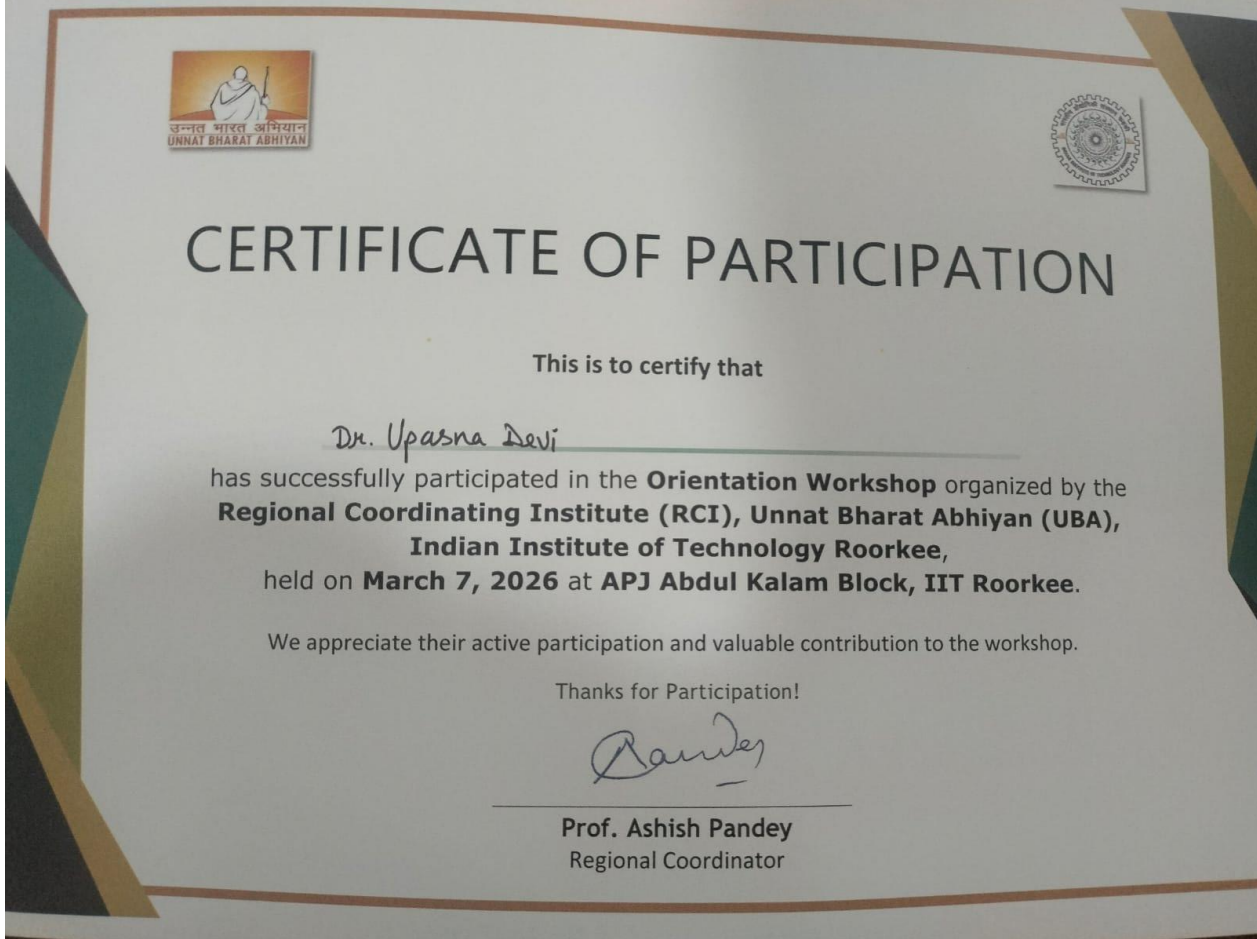 उन्नत भारत अभियान
UNNAT BHARAT ABHIYAN
CERTIFICATE OF PARTICIPATION
This is to certify that
Dr. Upasna Devi
has successfully participated in the Orientation Workshop organized by the
Regional Coordinating Institute (RCI), Unnat Bharat Abhiyan (UBA),
Indian Institute of Technology Roorkee,
held on March 7, 2026 at APJ Abdul Kalam Block, IIT Roorkee.
We appreciate their active participation and valuable contribution to the workshop.
Thanks for Participation!
Prof. Ashish Pandey
Regional Coordinator